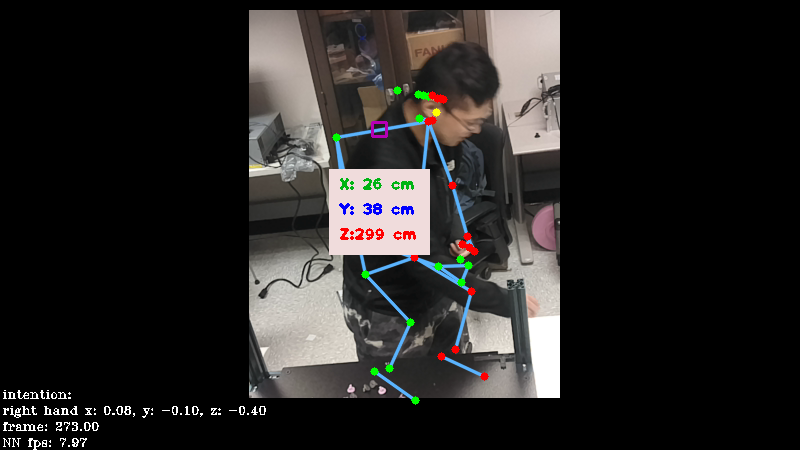 FANUC
X: 26 cm
Y: 38 cm
Z:299 cm
intention:
right hand x: 0.08, y: -0.10, z: -0.40
frame: 273.00
NN fps: 7.97